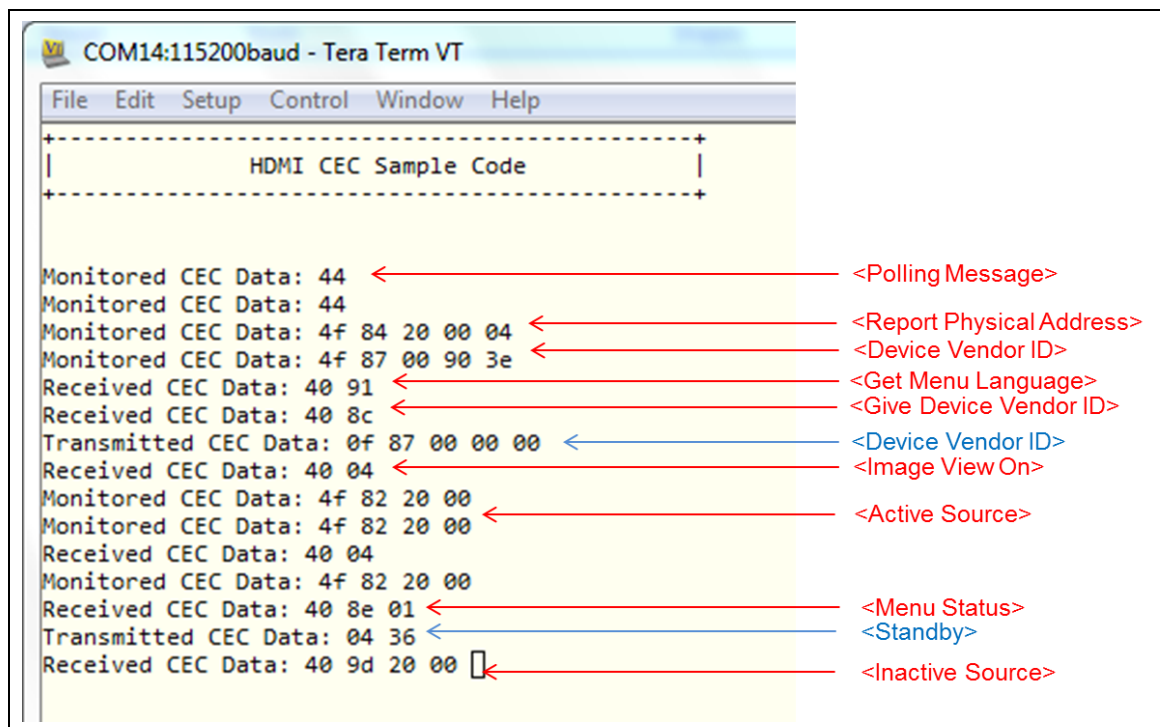 COM14:115200baud - Tera Term VT
File Edit Setup Control Window Help
+-----------------------------------------------+
| HDMI CEC Sample Code |
+-----------------------------------------------+
Monitored CEC Data: 44 <Polling Message>
Monitored CEC Data: 44
Monitored CEC Data: 4f 84 20 00 04 <Report Physical Address>
Monitored CEC Data: 4f 87 00 90 3e <Device Vendor ID>
Received CEC Data: 40 91 <Get Menu Language>
Received CEC Data: 40 8c <Give Device Vendor ID>
Transmitted CEC Data: 0f 87 00 00 00 <Device Vendor ID>
Received CEC Data: 40 04 <Image View On>
Monitored CEC Data: 4f 82 20 00
Monitored CEC Data: 4f 82 20 00 <Active Source>
Received CEC Data: 40 04
Monitored CEC Data: 4f 82 20 00
Received CEC Data: 40 8e 01 <Menu Status>
Transmitted CEC Data: 04 36 <Standby>
Received CEC Data: 40 9d 20 00 <Inactive Source>